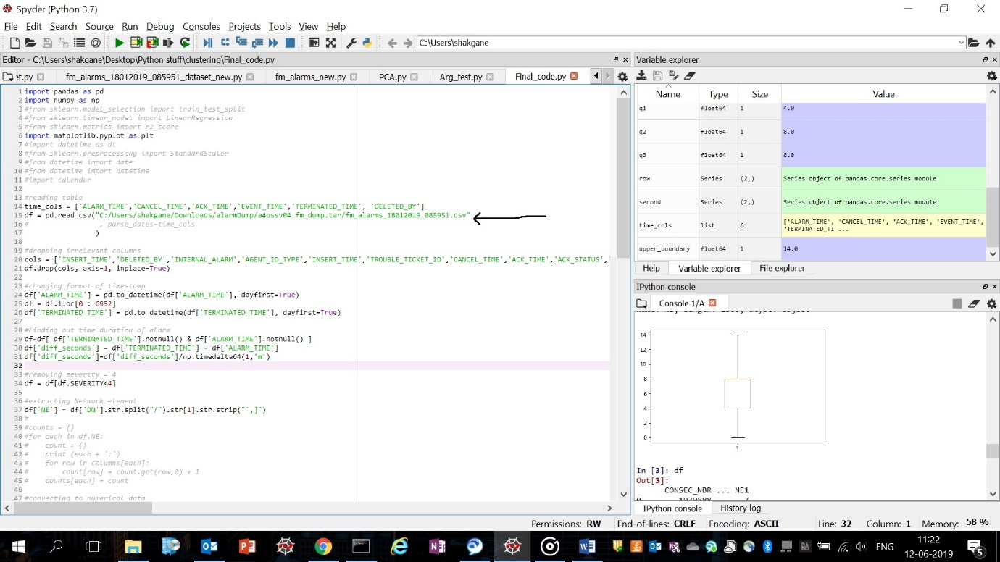 Spyder (Python 3.7)
File Edit Search Source Run Debug Consoles Projects Tools View Help
C:\Users\shakgane
Editor - C:\Users\shakgane\Desktop\Python stuff\clustering\Final_code.py
t.py fm_alarms_18012019_085951_dataset_new.py fm_alarms_new.py PCA.py Arg_test.py Final_code.py
1 import pandas as pd
2 import numpy as np
3 #from sklearn.model_selection import train_test_split
4 #from sklearn.linear_model import LinearRegression
5 #from sklearn.metrics import r2_score
6 import matplotlib.pyplot as plt
7 #import datetime as dt
8 #from sklearn.preprocessing import StandardScaler
9 #from datetime import date
10 #from datetime import datetime
11 #import calendar
12
13 #reading table
14 time_cols = ['ALARM_TIME','CANCEL_TIME','ACK_TIME','EVENT_TIME','TERMINATED_TIME', 'DELETED_BY']
15 df = pd.read_csv("C:/Users/shakgane/Downloads/alarmDump/a4ossv04_fm_dump.tar/fm_alarms_18012019_085951.csv"
16 # , parse_dates=time_cols
17 )
18
19 #dropping irrelevant columns
20 cols = ['INSERT_TIME','DELETED_BY','INTERNAL_ALARM','AGENT_ID_TYPE','INSERT_TIME','TROUBLE_TICKET_ID','CANCEL_TIME','ACK_TIME','ACK_STATUS','
21 df.drop(cols, axis=1, inplace=True)
22
23 #changing format of timestamp
24 df['ALARM_TIME'] = pd.to_datetime(df['ALARM_TIME'], dayfirst=True)
25 df = df.iloc[0 : 6952]
26 df['TERMINATED_TIME'] = pd.to_datetime(df['TERMINATED_TIME'], dayfirst=True)
27
28 #Finding out time duration of alarm
29 df=df[ df['TERMINATED_TIME'].notnull() & df['ALARM_TIME'].notnull() ]
30 df['diff_seconds'] = df['TERMINATED_TIME'] - df['ALARM_TIME']
31 df['diff_seconds']=df['diff_seconds']/np.timedelta64(1,'m')
32
33 #removing severity = 4
34 df = df[df.SEVERITY<4]
35
36 #extracting Network element
37 df['NE'] = df['DN'].str.split("/").str[1].str.strip("',]")
38 #
39 #counts = {}
40 #for each in df.NE:
41 # count = {}
42 # print (each + ':')
43 # for row in columns[each]:
44 # count[row] = count.get(row,0) + 1
45 # counts[each] = count
46
47 #converting to numerical data
Variable explorer
Name Type Size Value
q1 float64 1 4.0
q2 float64 1 8.0
q3 float64 1 8.0
row Series (2,) Series object of pandas.core.series module
second Series (2,) Series object of pandas.core.series module
time_cols list 6 ['ALARM_TIME', 'CANCEL_TIME', 'ACK_TIME', 'EVENT_TIME',
'TERMINATED_TI ...
upper_boundary float64 1 14.0
Help Variable explorer File explorer
IPython console
Console 1/A
14
12
10
8
6
4
2
0
1
In [3]: df
Out[3]:
CONSEC_NBR ... NE1
0 1930888 7
IPython console History log
Permissions: RW End-of-lines: CRLF Encoding: ASCII Line: 32 Column: 1 Memory: 58 %
ENG
11:22
12-06-2019
5